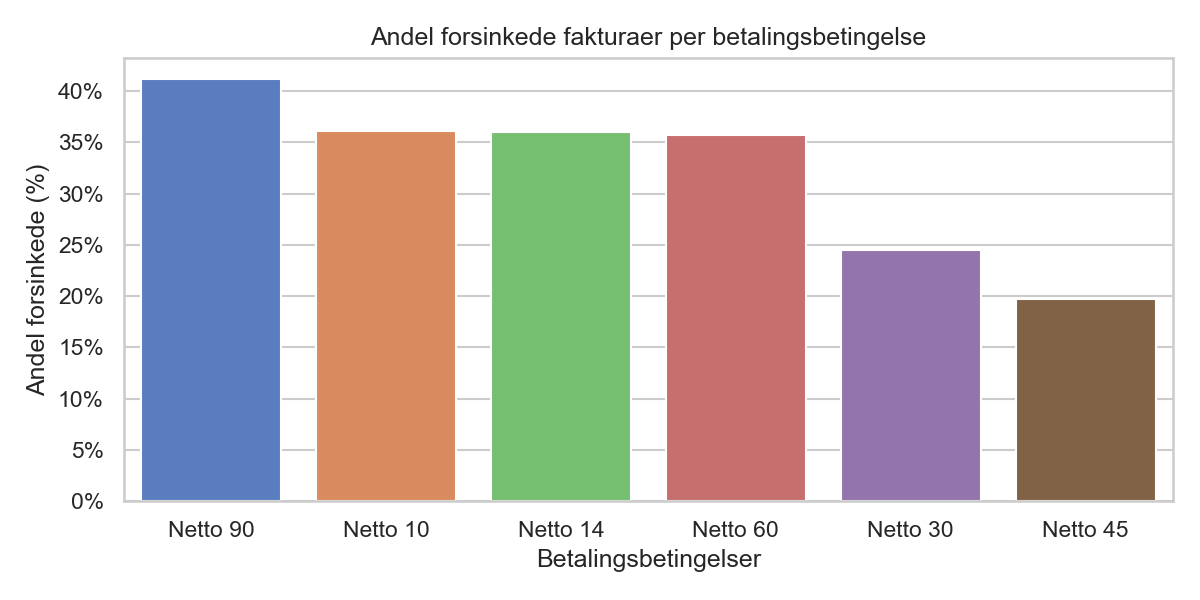 Andel forsinkede fakturaer per betalingsbetingelse
Andel forsinkede (%)
40%
35%
30%
25%
20%
15%
10%
5%
0%
Netto 90 Netto 10 Netto 14 Netto 60 Netto 30 Netto 45
Betalingsbetingelser